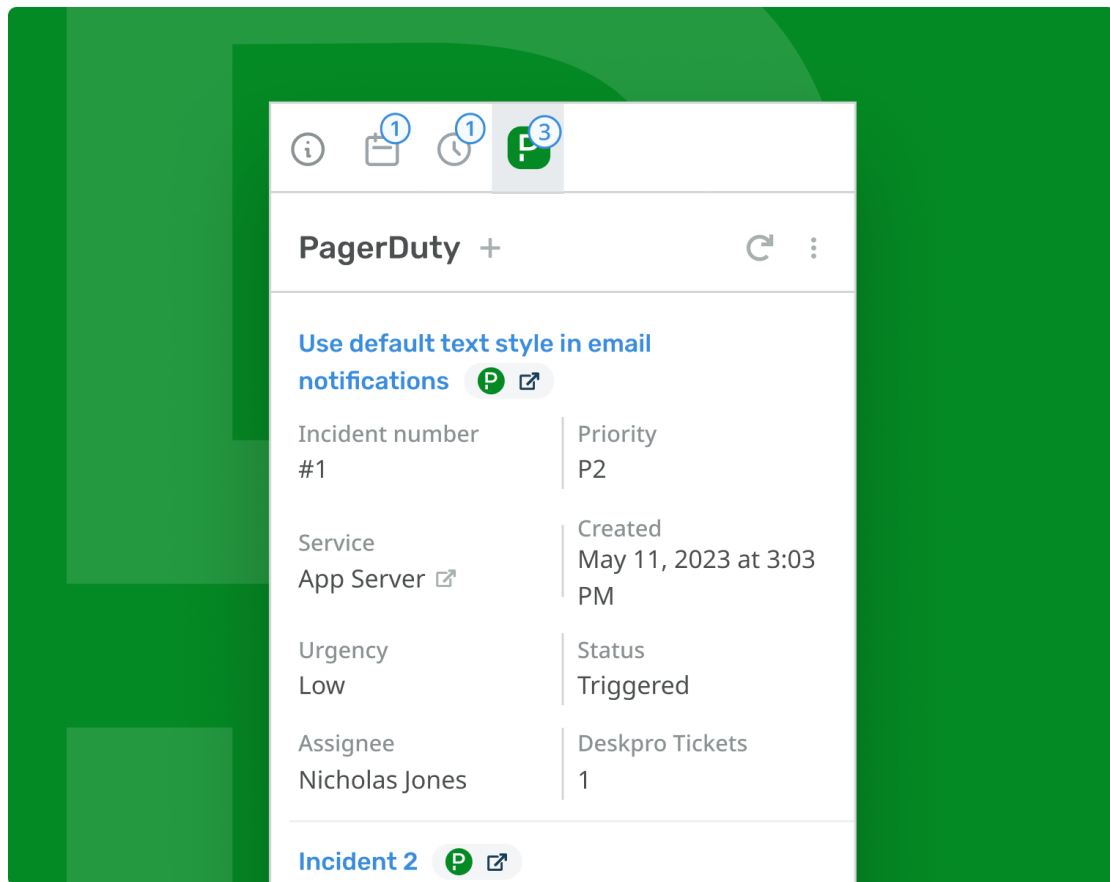 1
1
3
PagerDuty
Use default text style in email
notifications
Incident number
Priority
#1
P2
Service
Created
App Server
May 11, 2023 at 3:03
PM
Urgency
Status
Low
Triggered
Assignee
Deskpro Tickets
Nicholas Jones
1
Incident 2